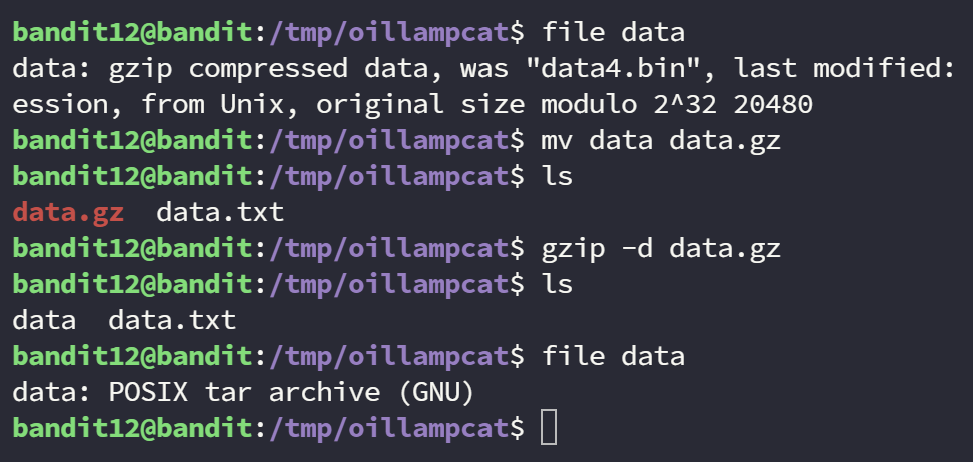 bandit12@bandit:/tmp/oillampcat$ file data
data: gzip compressed data, was "data4.bin", last modified:
ession, from Unix, original size modulo 2^32 20480
bandit12@bandit:/tmp/oillampcat$ mv data data.gz
bandit12@bandit:/tmp/oillampcat$ ls
data.gz  data.txt
bandit12@bandit:/tmp/oillampcat$ gzip -d data.gz
bandit12@bandit:/tmp/oillampcat$ ls
data  data.txt
bandit12@bandit:/tmp/oillampcat$ file data
data: POSIX tar archive (GNU)
bandit12@bandit:/tmp/oillampcat$